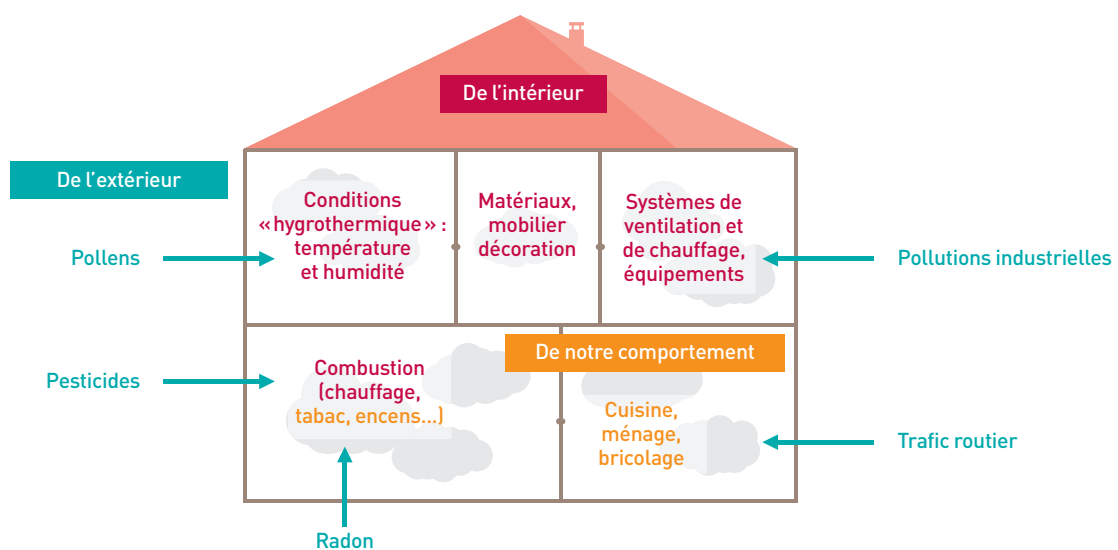 De l'intérieur
De l'extérieur
Conditions
«hygrothermique» :
température
et humidité
Matériaux,
mobilier
décoration
Systèmes de
ventilation et
de chauffage,
équipements
Pollens
Pollutions industrielles
De notre comportement
Pesticides
Combustion
(chauffage,
tabac, encens...)
Cuisine,
ménage,
bricolage
Trafic routier
Radon